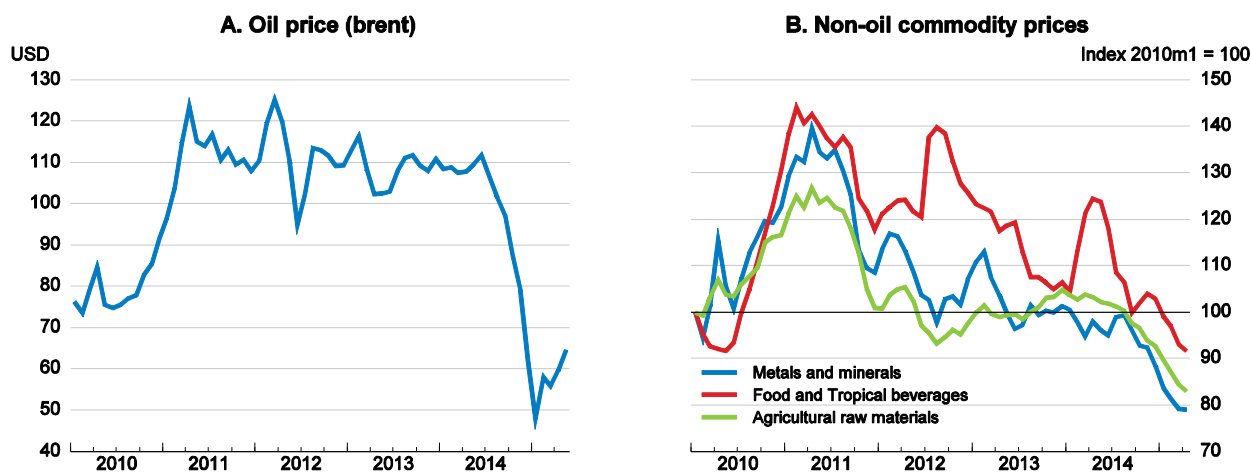 A. Oil price (brent)
USD
130
120
110
100
90
80
70
60
50
40
2010 2011 2012 2013 2014
B. Non-oil commodity prices
Index 2010m1 = 100
150
140
130
120
110
100
90
80
70
Metals and minerals
Food and Tropical beverages
Agricultural raw materials
2010 2011 2012 2013 2014